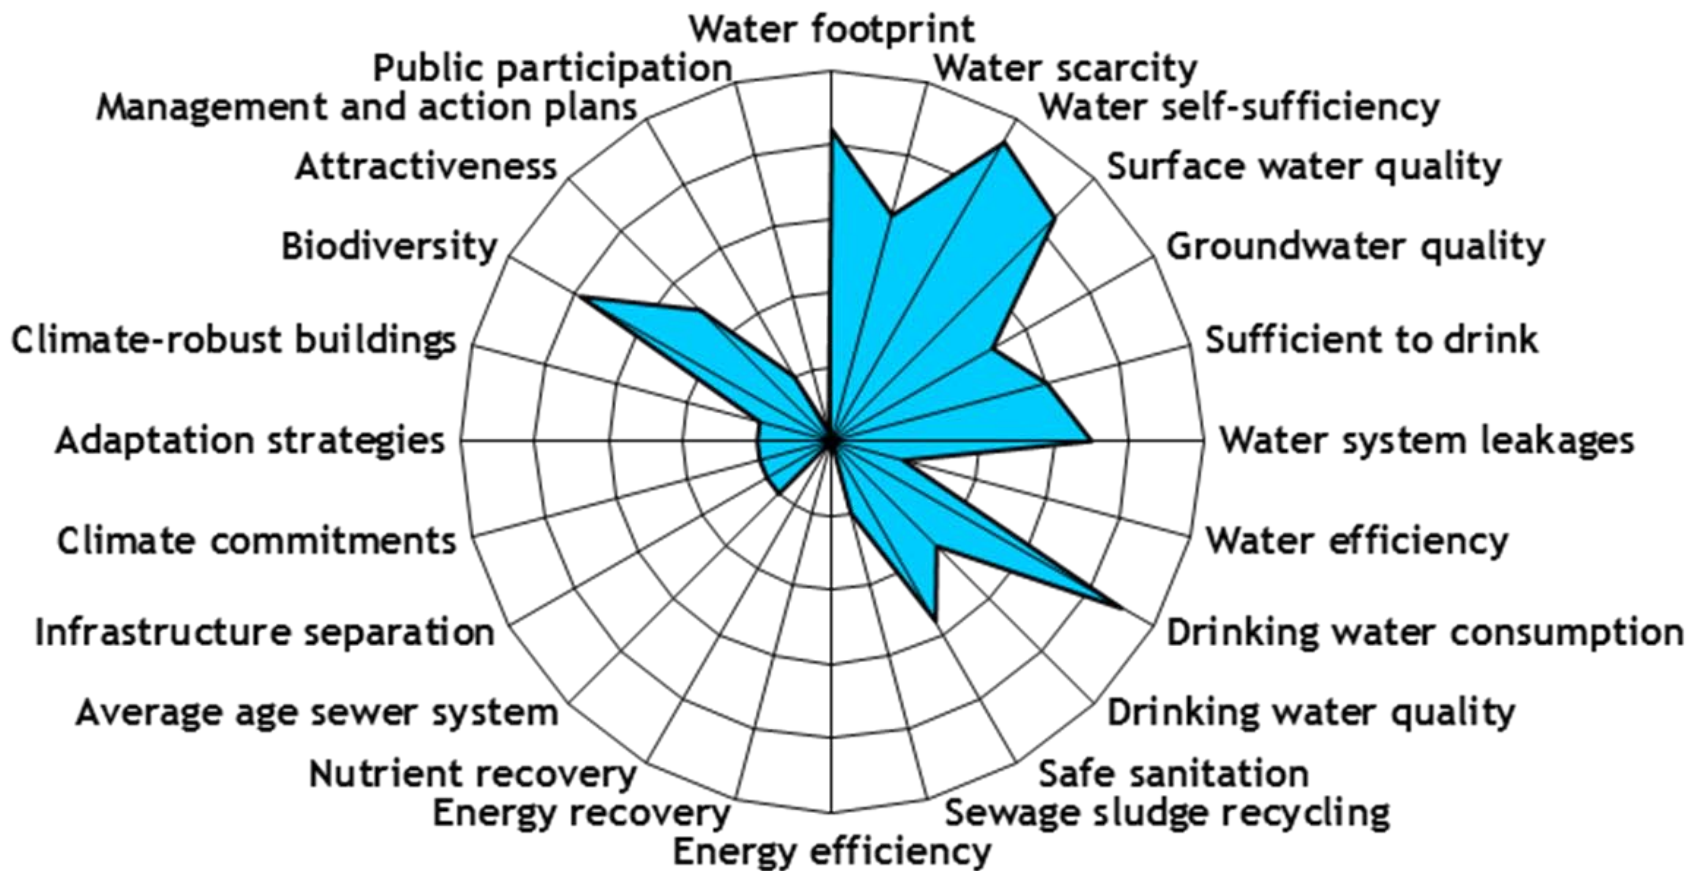 Water footprint
Water scarcity
Water self-sufficiency
Surface water quality
Groundwater quality
Sufficient to drink
Water system leakages
Water efficiency
Drinking water consumption
Drinking water quality
Safe sanitation
Sewage sludge recycling
Energy efficiency
Energy recovery
Nutrient recovery
Average age sewer system
Infrastructure separation
Climate commitments
Adaptation strategies
Climate-robust buildings
Biodiversity
Attractiveness
Management and action plans
Public participation